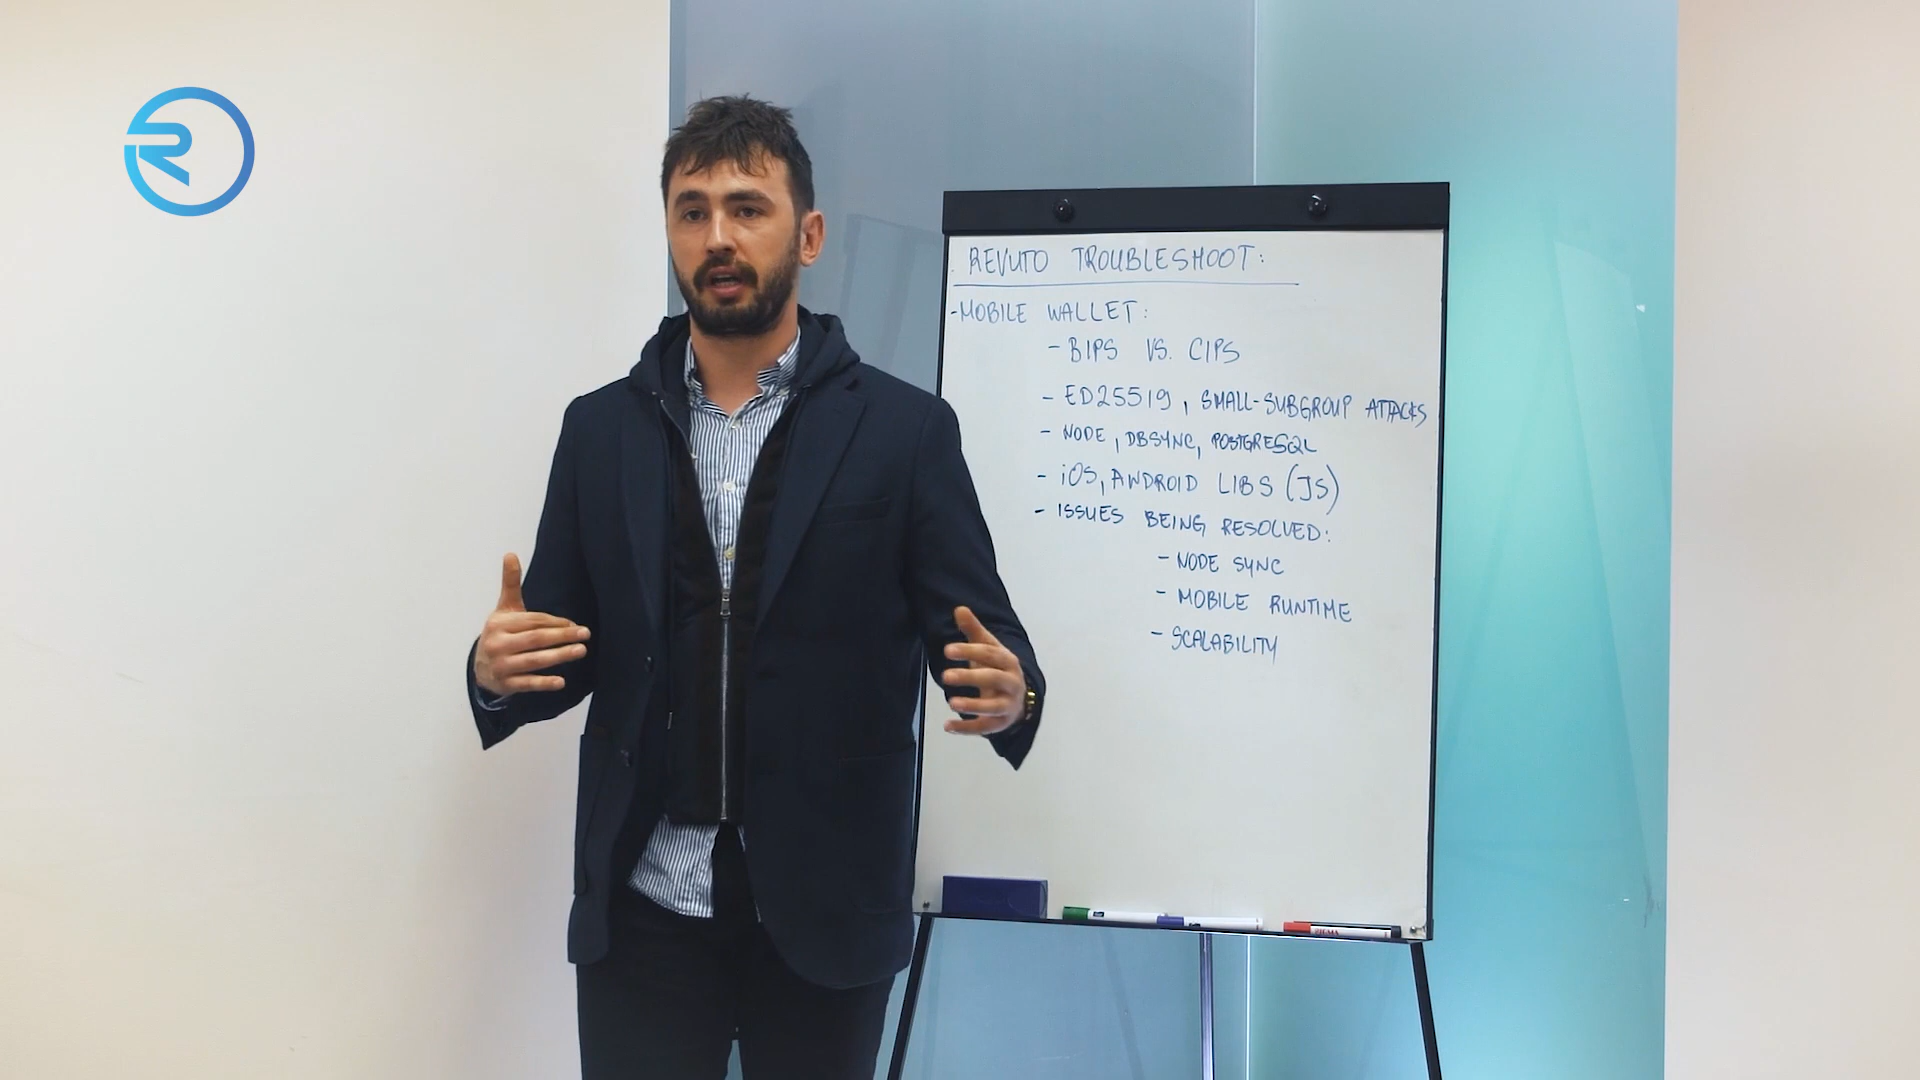 REVUTO TROUBLESHOOT:
-MOBILE WALLET:
- BIPS VS. CIPS
- ED25519, SMALL-SUBGROUP ATTACKS
- NODE, DBSYNC, POSTGRESQL
- iOS, ANDROID LIBS (JS)
- ISSUES BEING RESOLVED:
- NODE SYNC
- MOBILE RUNTIME
- SCALABILITY